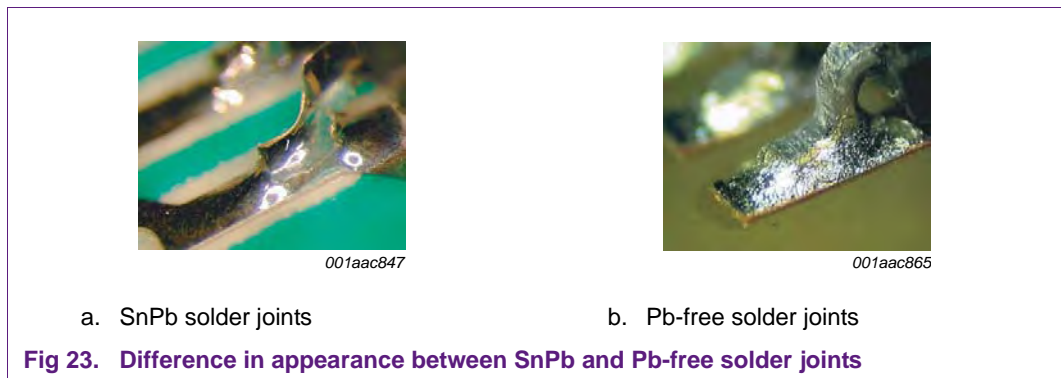 001aac847
001aac865
a. SnPb solder joints
b. Pb-free solder joints
Fig 23. Difference in appearance between SnPb and Pb-free solder joints